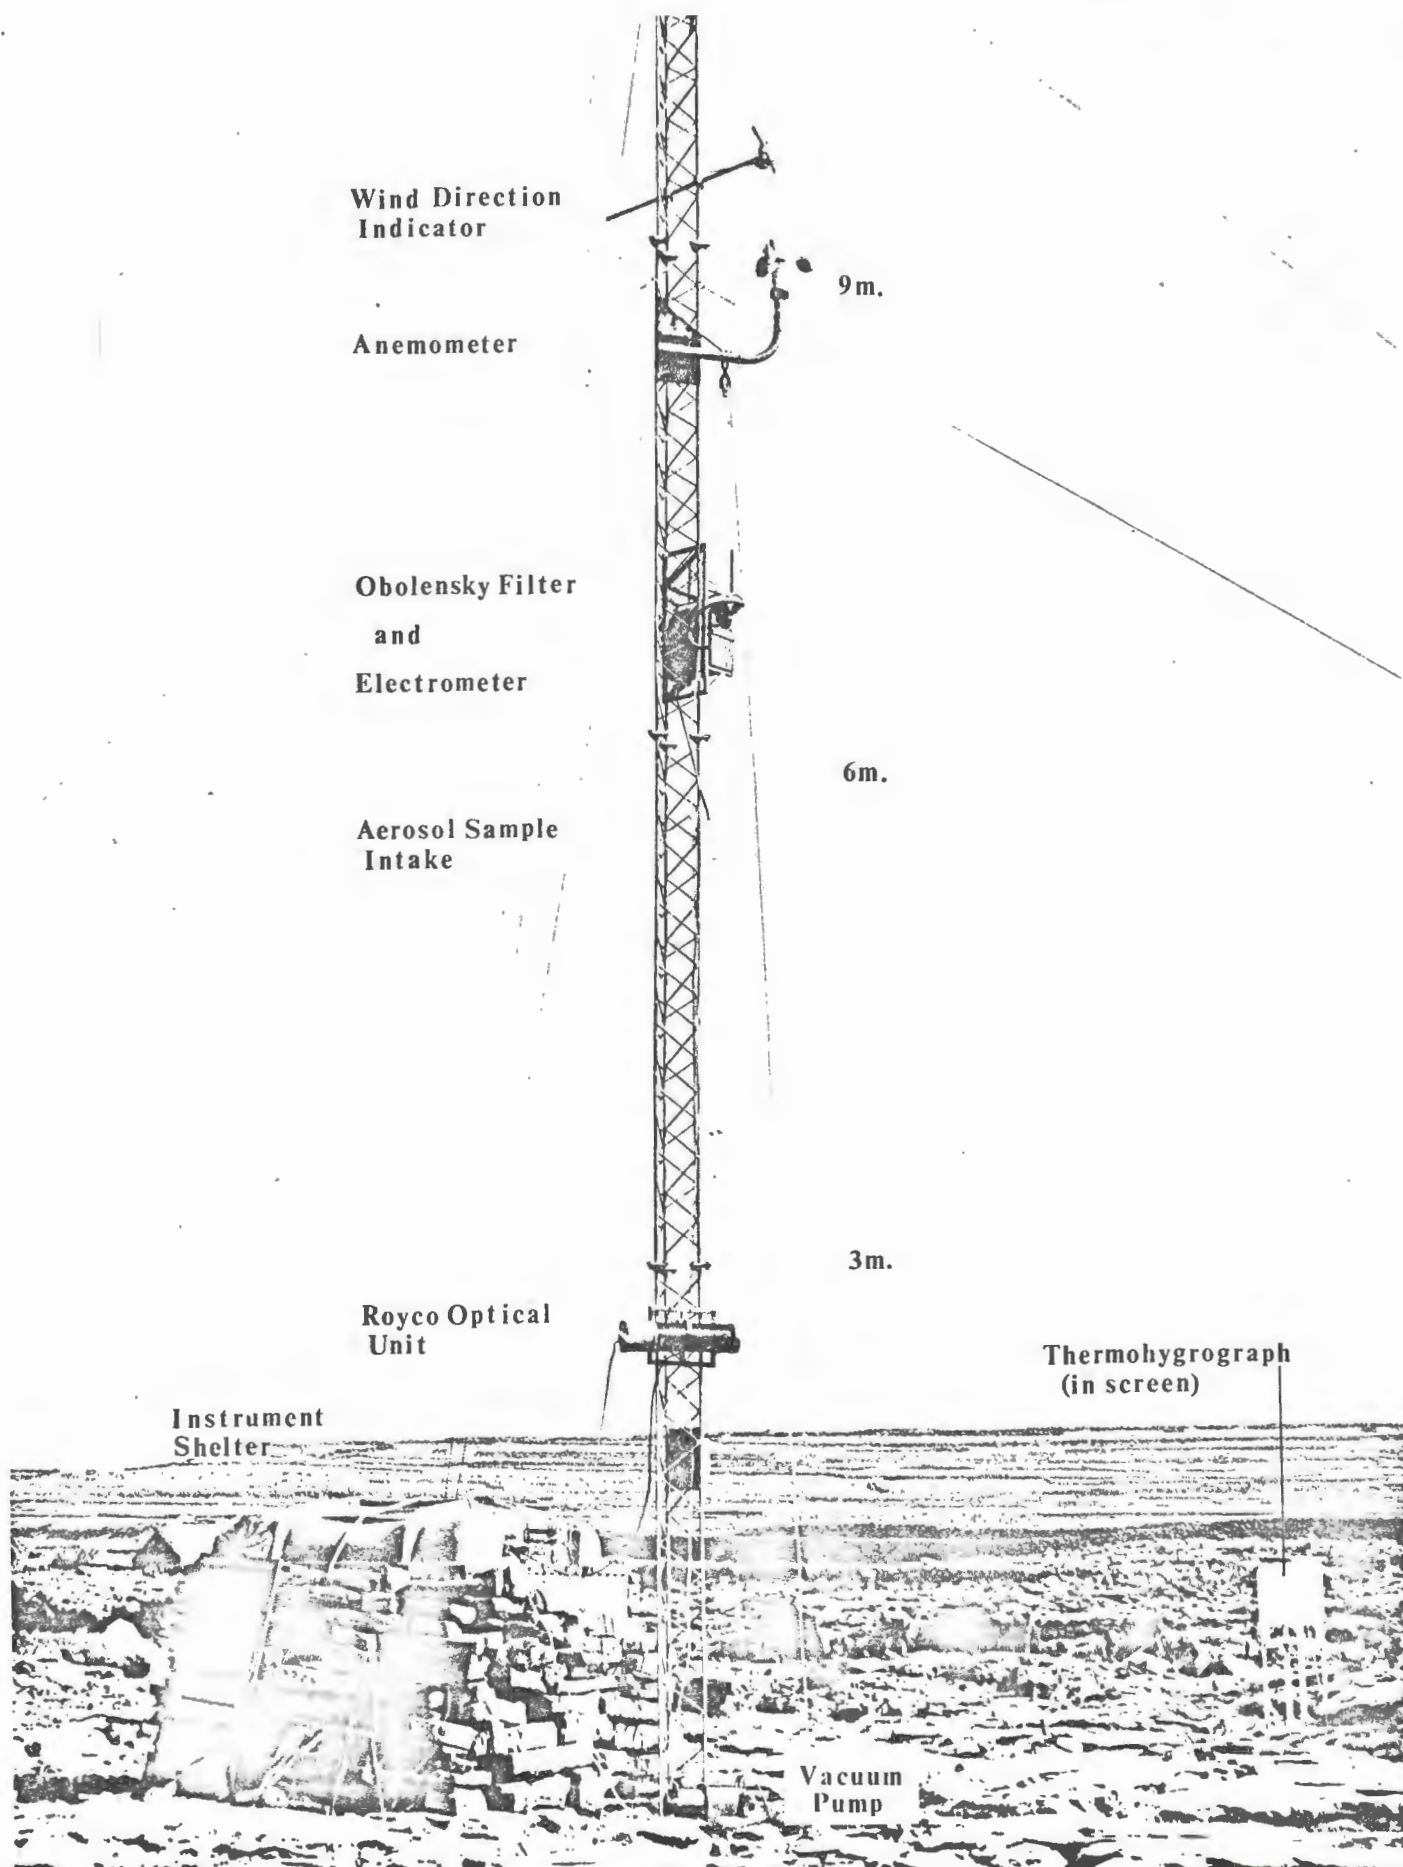 Wind Direction
Indicator
9m.
Anemometer
Obolensky Filter
and
Electrometer
6m.
Aerosol Sample
Intake
3m.
Royco Optical
Unit
Thermohygrograph
(in screen)
Instrument
Shelter
Vacuum
Pump